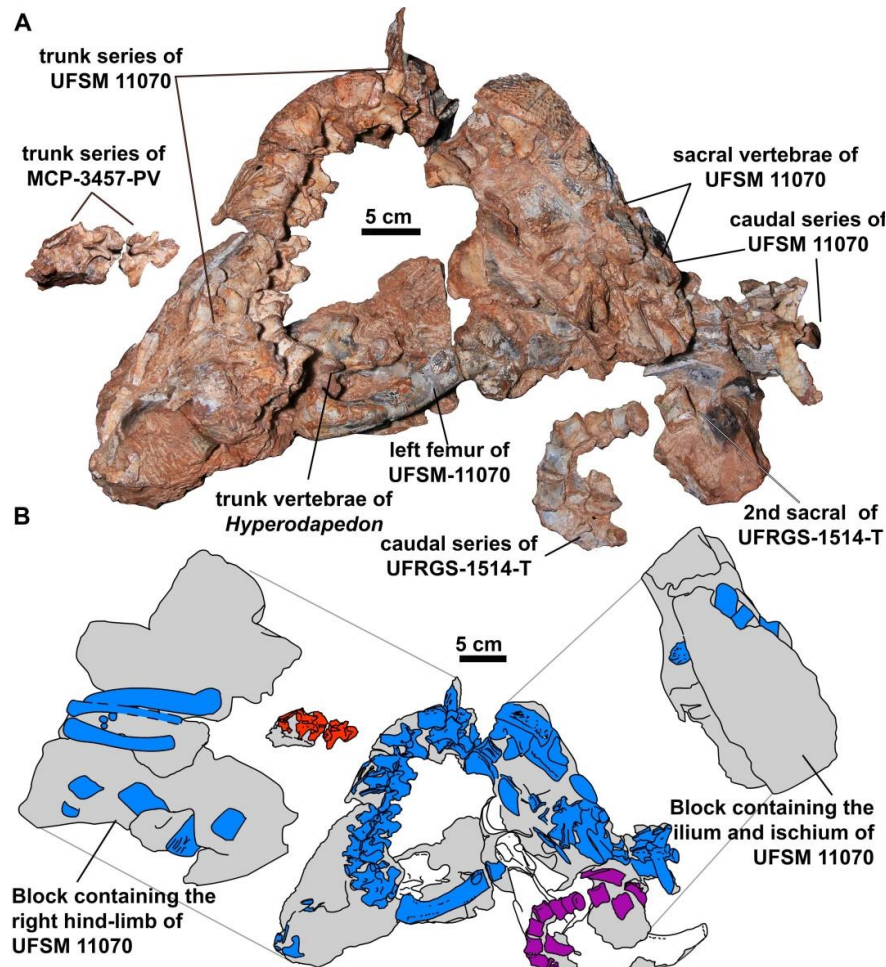 A
trunk series of
UFSM 11070
trunk series of
MCP-3457-PV
5 cm
sacral vertebrae of
UFSM 11070
caudal series of
UFSM 11070
left femur of
UFSM-11070
trunk vertebrae of
Hyperodapedon
caudal series of
UFRGS-1514-T
2nd sacral of
UFRGS-1514-T
B
5 cm
Block containing the
right hind-limb of
UFSM 11070
Block containing the
ilium and ischium of
UFSM 11070